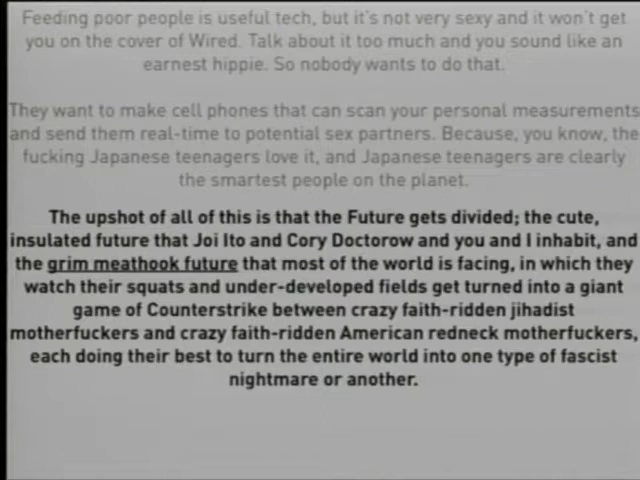 Feeding poor people is useful tech, but it's not very sexy and it won't get
you on the cover of Wired. Talk about it too much and you sound like an
earnest hippie. So nobody wants to do that.
They want to make cell phones that can scan your personal measurements
and send them real-time to potential sex partners. Because, you know, the
fucking Japanese teenagers love it, and Japanese teenagers are clearly
the smartest people on the planet.
The upshot of all of this is that the Future gets divided; the cute,
insulated future that Joi Ito and Cory Doctorow and you and I inhabit, and
the grim meathook future that most of the world is facing, in which they
watch their squats and under-developed fields get turned into a giant
game of Counterstrike between crazy faith-ridden jihadist
motherfuckers and crazy faith-ridden American redneck motherfuckers,
each doing their best to turn the entire world into one type of fascist
nightmare or another.